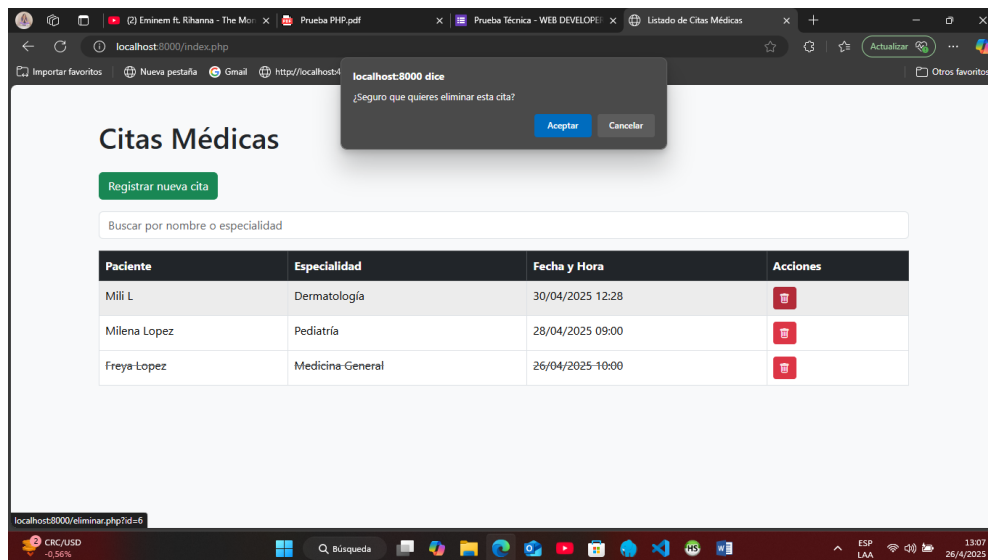 (2) Eminem ft. Rihanna - The Mon
Prueba PHP.pdf
Prueba Técnica - WEB DEVELOPE
Listado de Citas Médicas
localhost:8000/index.php
Actualizar
Importar favoritos
Nueva pestaña
Gmail
http://localhost:4
Otros favoritos
localhost:8000 dice
¿Seguro que quieres eliminar esta cita?
Aceptar
Cancelar
Citas Médicas
Registrar nueva cita
Buscar por nombre o especialidad
Paciente Especialidad Fecha y Hora Acciones
Mili L Dermatología 30/04/2025 12:28
Milena Lopez Pediatría 28/04/2025 09:00
Freya Lopez Medicina General 26/04/2025 10:00
localhost:8000/eliminar.php?id=6
2
CRC/USD
-0,56%
Búsqueda
HS
W
ESP
LAA
13:07
26/4/2025